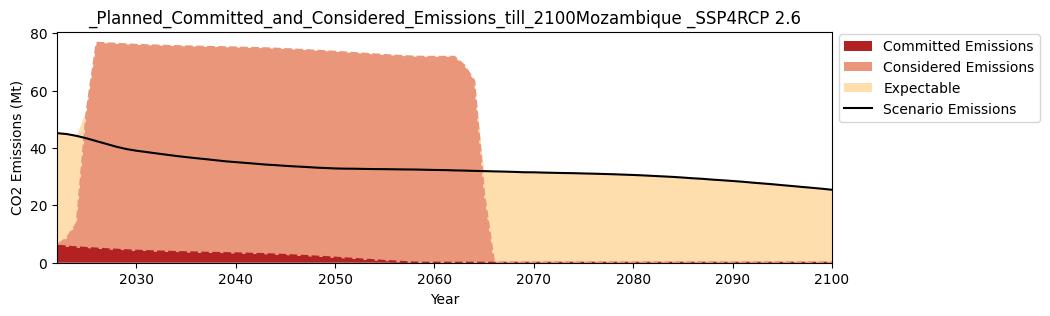 _Planned_Committed_and_Considered_Emissions_till_2100Mozambique _SSP4RCP 2.6
80
60
40
20
0
CO2 Emissions (Mt)
2030 2040 2050 2060 2070 2080 2090 2100
Year
Committed Emissions
Considered Emissions
Expectable
Scenario Emissions